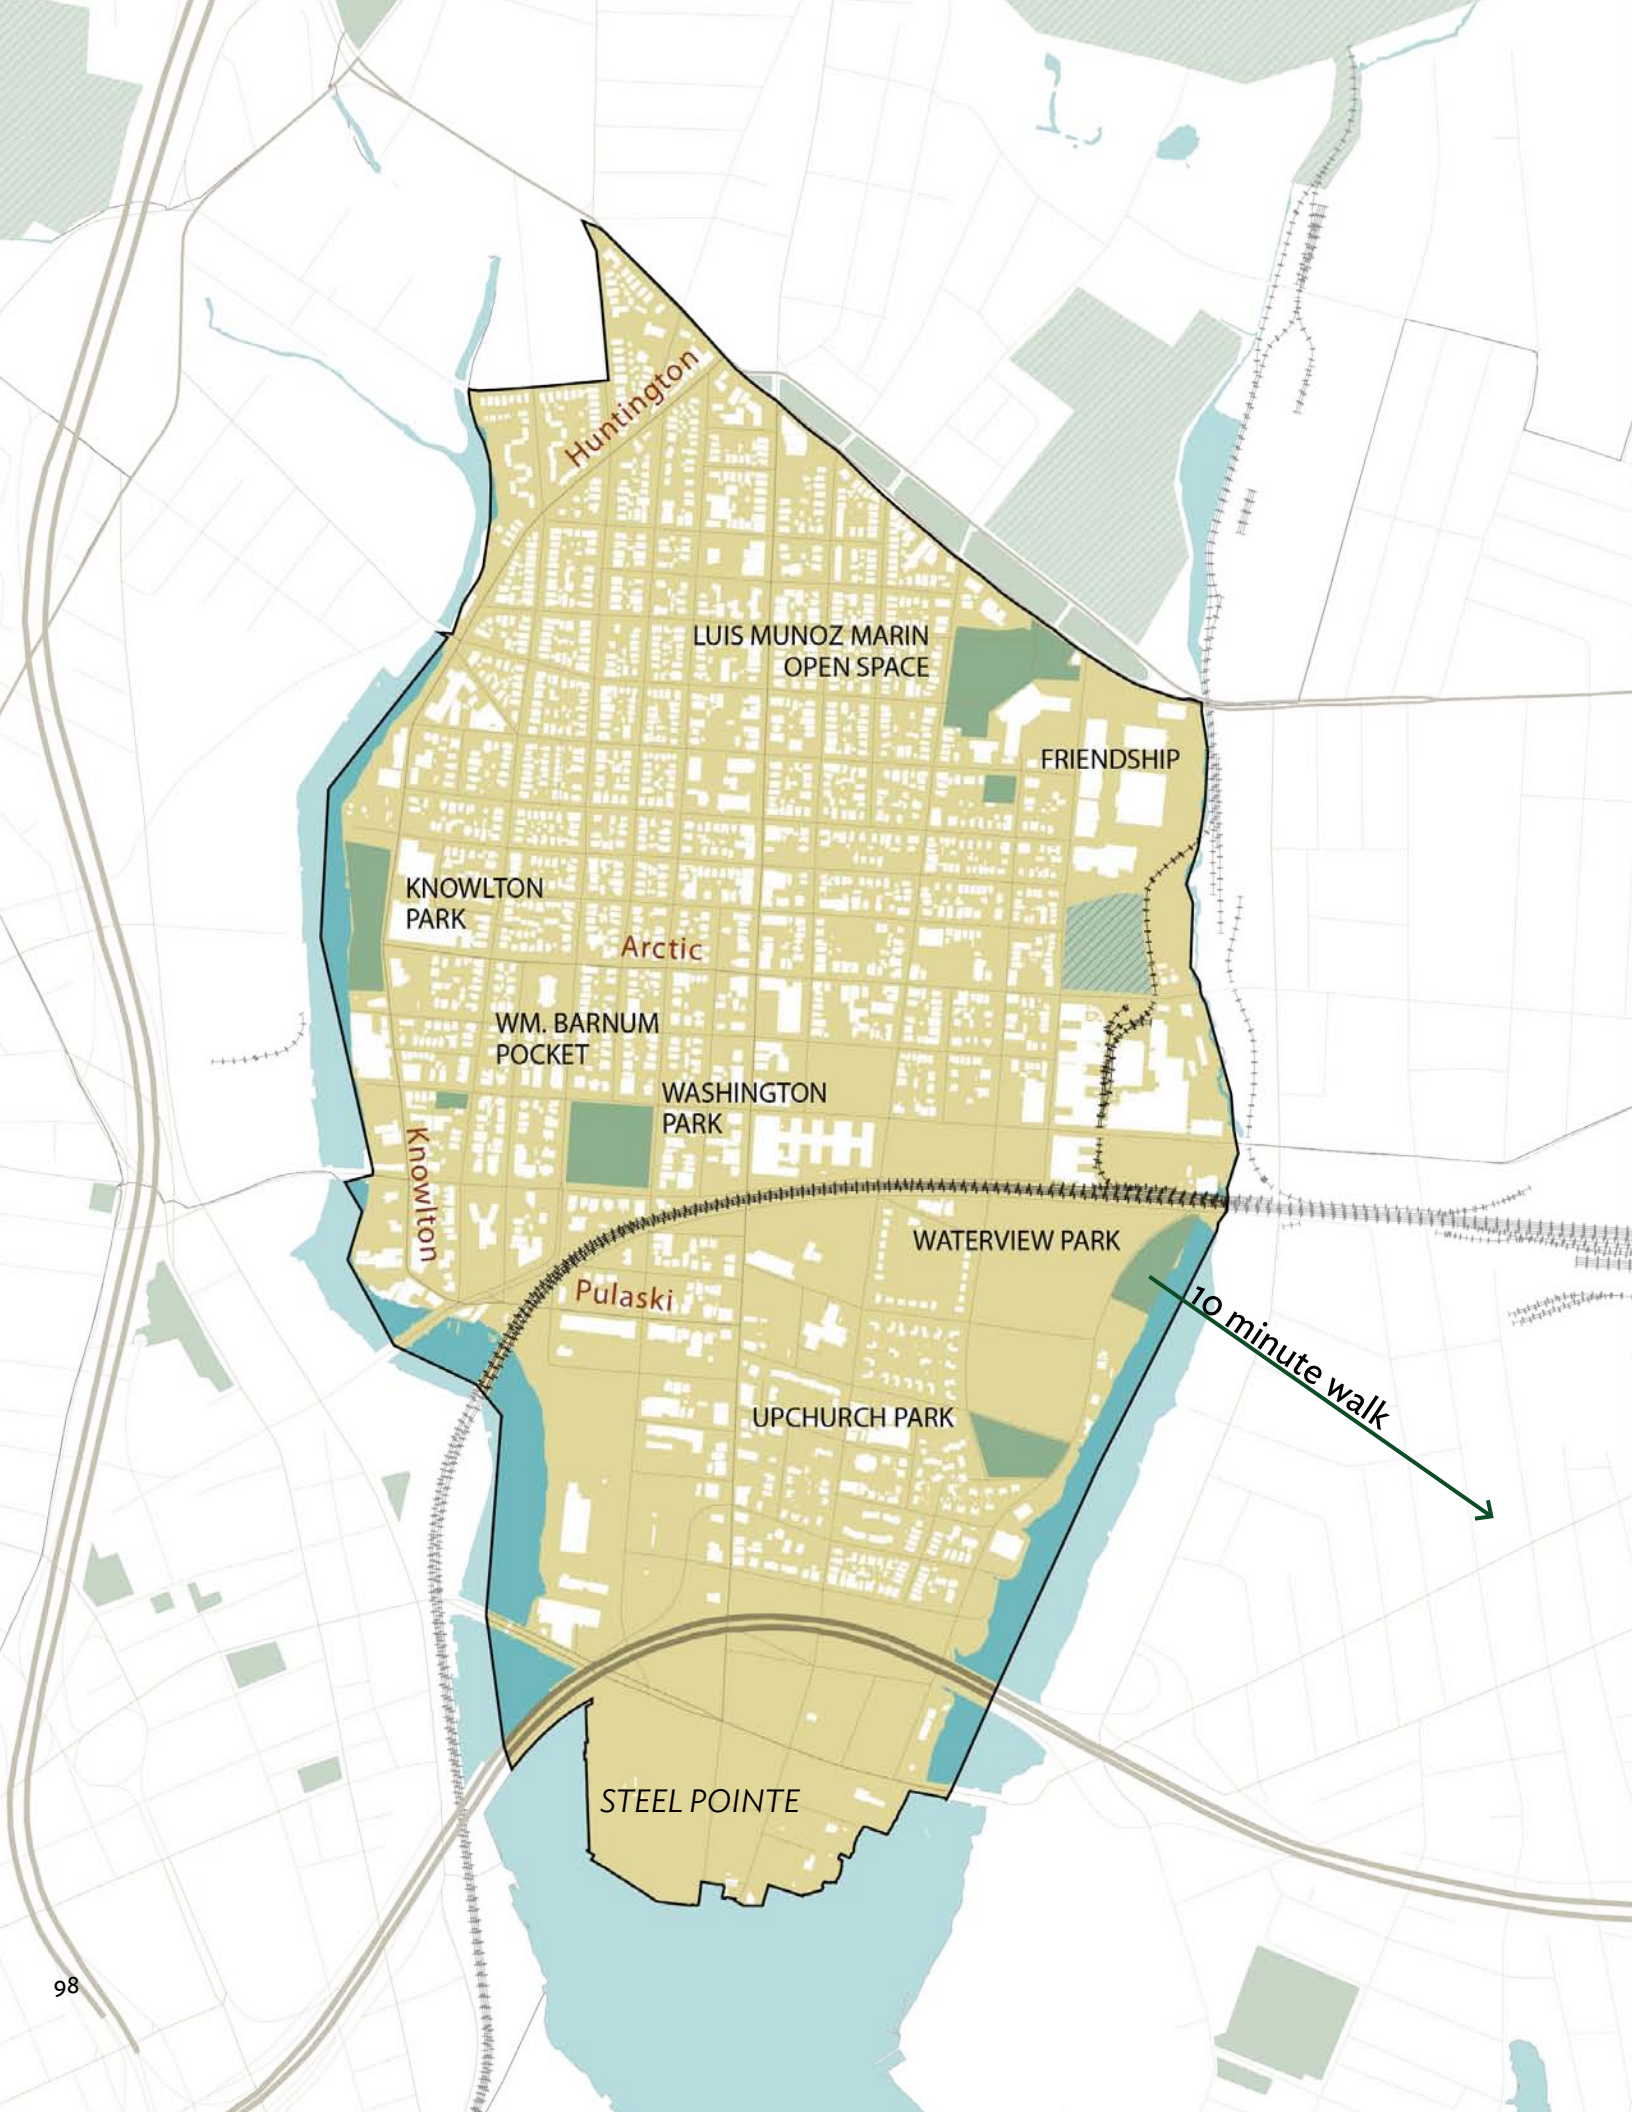 Huntington
LUIS MUNOZ MARIN
OPEN SPACE
FRIENDSHIP
KNOWLTON
PARK
Arctic
WM. BARNUM
POCKET
WASHINGTON
PARK
Knowlton
WATERVIEW PARK
Pulaski
10 minute walk
UPCHURCH PARK
STEEL POINTE
98